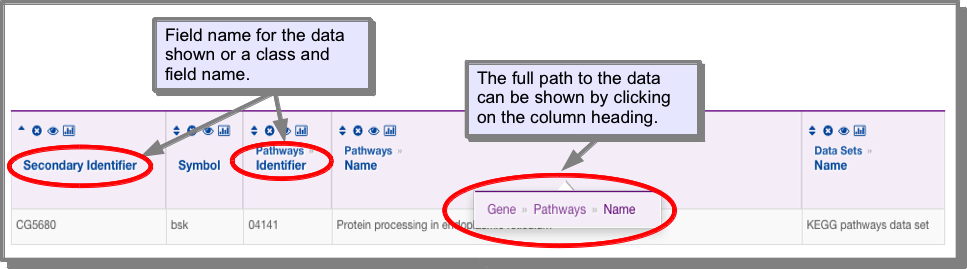 Field name for the data
shown or a class and
field name.
The full path to the data
can be shown by clicking
on the column heading.
Secondary Identifier
Symbol
Pathways »
Identifier
Pathways »
Name
Data Sets »
Name
Gene » Pathways » Name
CG5680
bsk
04141
Protein processing in
KEGG pathways data set